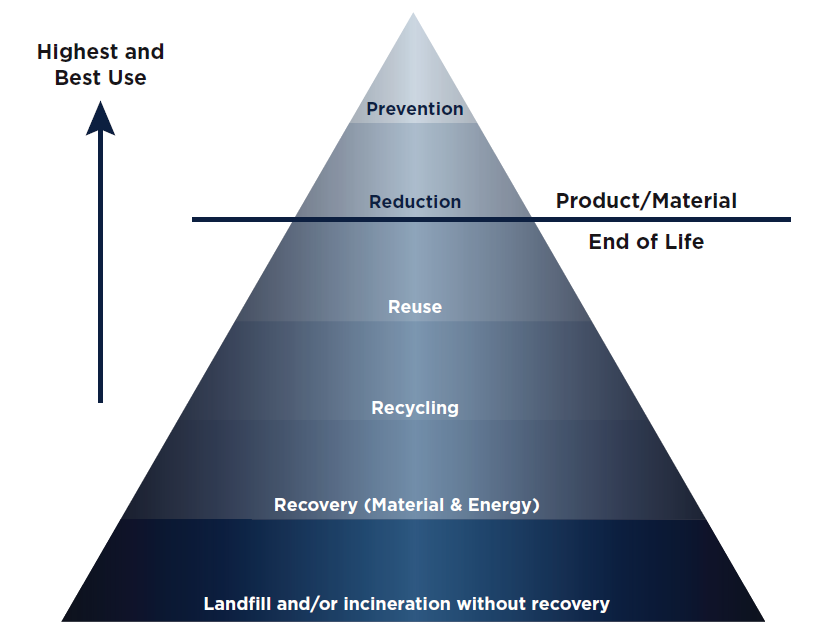 Highest and
Best Use
Prevention
Reduction
Product/Material
End of Life
Reuse
Recycling
Recovery (Material & Energy)
Landfill and/or incineration without recovery